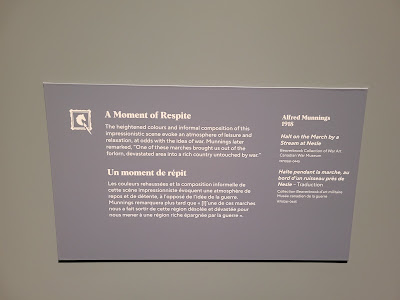 A Moment of Respite
The heightened colours and informal composition of this
impressionistic scene evoke an atmosphere of leisure and
relaxation, at odds with the idea of war. Munnings later
remarked, "One of these marches brought us out of the
forlorn, devastated area into a rich country untouched by war."
Un moment de répit
Les couleurs rehaussées et la composition informelle de
cette scène impressionniste évoquent une atmosphère de
repos et de détente, à l'opposé de l'idée de la guerre.
Munnings remarquera plus tard que « [l]'une de ces marches
nous a fait sortir de cette région désolée et dévastée pour
nous mener à une région riche épargnée par la guerre ».
Alfred Munnings
1918
Halt on the March by a
Stream at Nesle
Beaverbrook Collection of War Art
Canadian War Museum
Halte pendant la marche, au
bord d'un ruisseau près de
Nesle – Traduction
Collection Beaverbrook d'art militaire
Musée canadien de la guerre